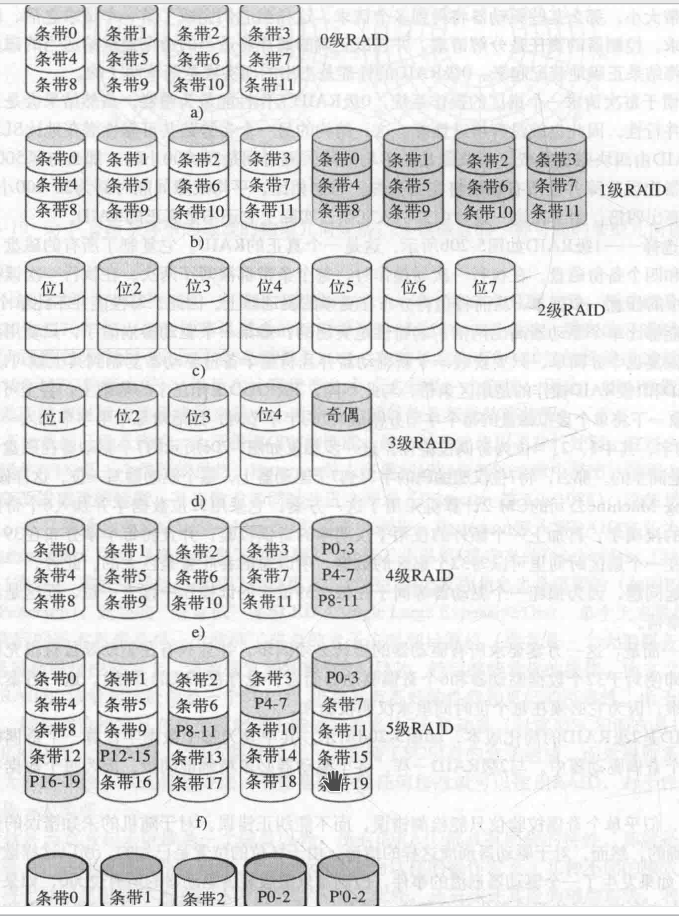 条带0 条带1 条带2 条带3
条带4 条带5 条带6 条带7 0级RAID
条带8 条带9 条带10 条带11
a)
条带0 条带1 条带2 条带3 条带0 条带1 条带2 条带3
条带4 条带5 条带6 条带7 条带4 条带5 条带6 条带7 1级RAID
条带8 条带9 条带10 条带11 条带8 条带9 条带10 条带11
b)
位1 位2 位3 位4 位5 位6 位7
2级RAID
c)
位1 位2 位3 位4 奇偶
3级RAID
d)
条带0 条带1 条带2 条带3 P0-3
条带4 条带5 条带6 条带7 P4-7 4级RAID
条带8 条带9 条带10 条带11 P8-11
e)
条带0 条带1 条带2 条带3 P0-3
条带4 条带5 条带6 P4-7 条带7
条带8 条带9 P8-11 条带10 条带11 5级RAID
条带12 P12-15 条带13 条带14 条带15
P16-19 条带16 条带17 条带18 条带19
f)
条带0 条带1 条带2 P0-2 P'0-2